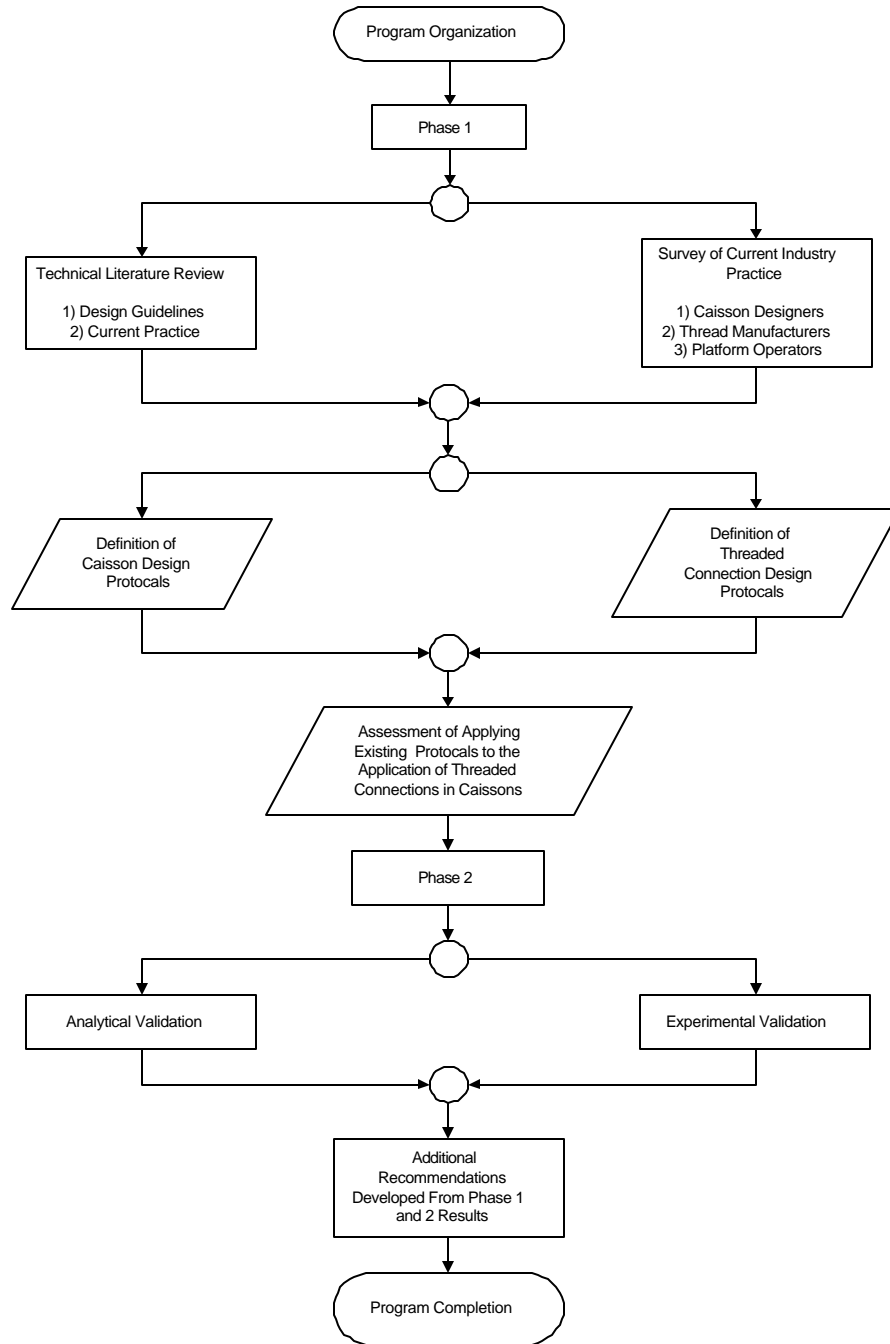 Program Organization
Phase 1
Technical Literature Review
1) Design Guidelines
2) Current Practice
Survey of Current Industry
Practice
1) Caisson Designers
2) Thread Manufacturers
3) Platform Operators
Definition of
Caisson Design
Protocals
Definition of
Threaded
Connection Design
Protocals
Assessment of Applying
Existing Protocals to the
Application of Threaded
Connections in Caissons
Phase 2
Analytical Validation
Experimental Validation
Additional
Recommendations
Developed From Phase 1
and 2 Results
Program Completion